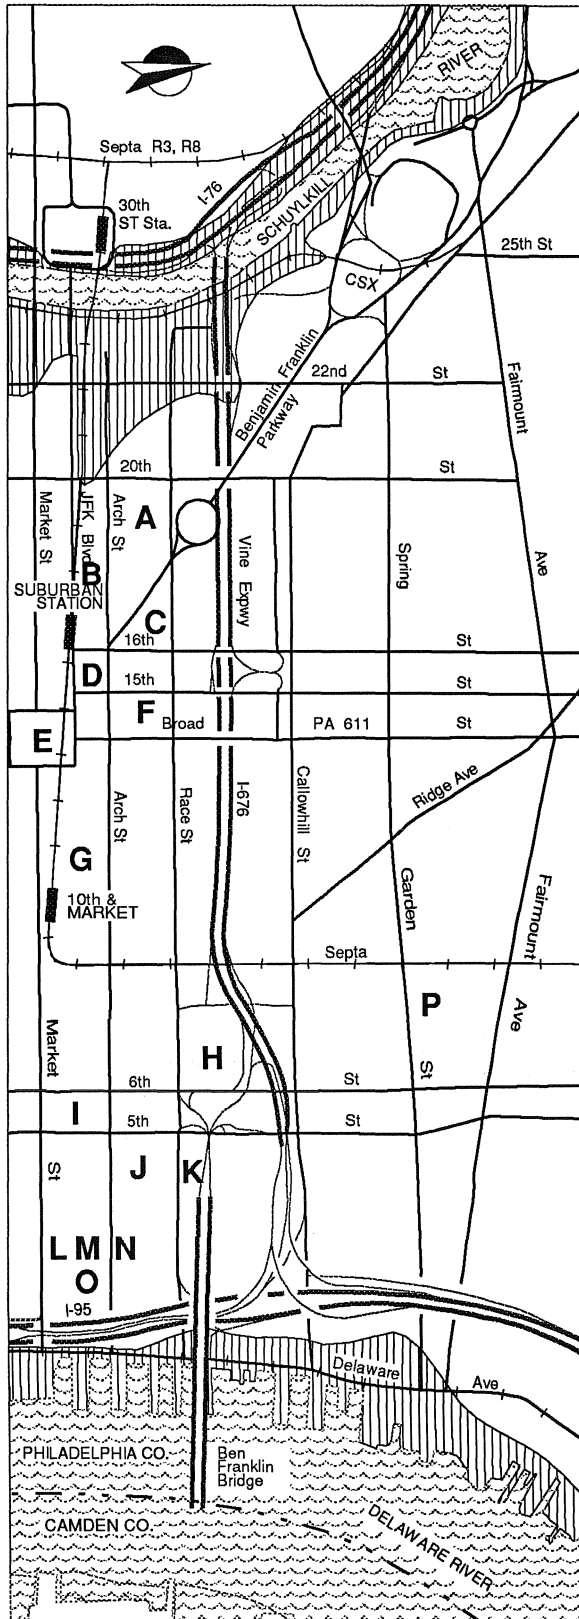 RIVER
Septa R3, R8
I-76
30th
ST Sta.
SCHUYLKILL
25th St
CSX
Benjamin Franklin
Parkway
22nd
St
Fairmount
20th
St
Market St
JFK Blvd
Arch St
A
Vine Expwy
Spring
Ave
B
SUBURBAN
STATION
C
16th
St
D
15th
St
F
Broad
PA 611
St
E
Arch St
Race St
I-676
Callowhill St
Ridge Ave
G
10th &
MARKET
Garden
Fairmount
Septa
Market
P
Ave
H
6th
St
St
I
5th
St
St
J
K
L M N
O
I-95
Delaware
Ave
PHILADELPHIA CO.
Ben
Franklin
Bridge
CAMDEN CO.
DELAWARE RIVER